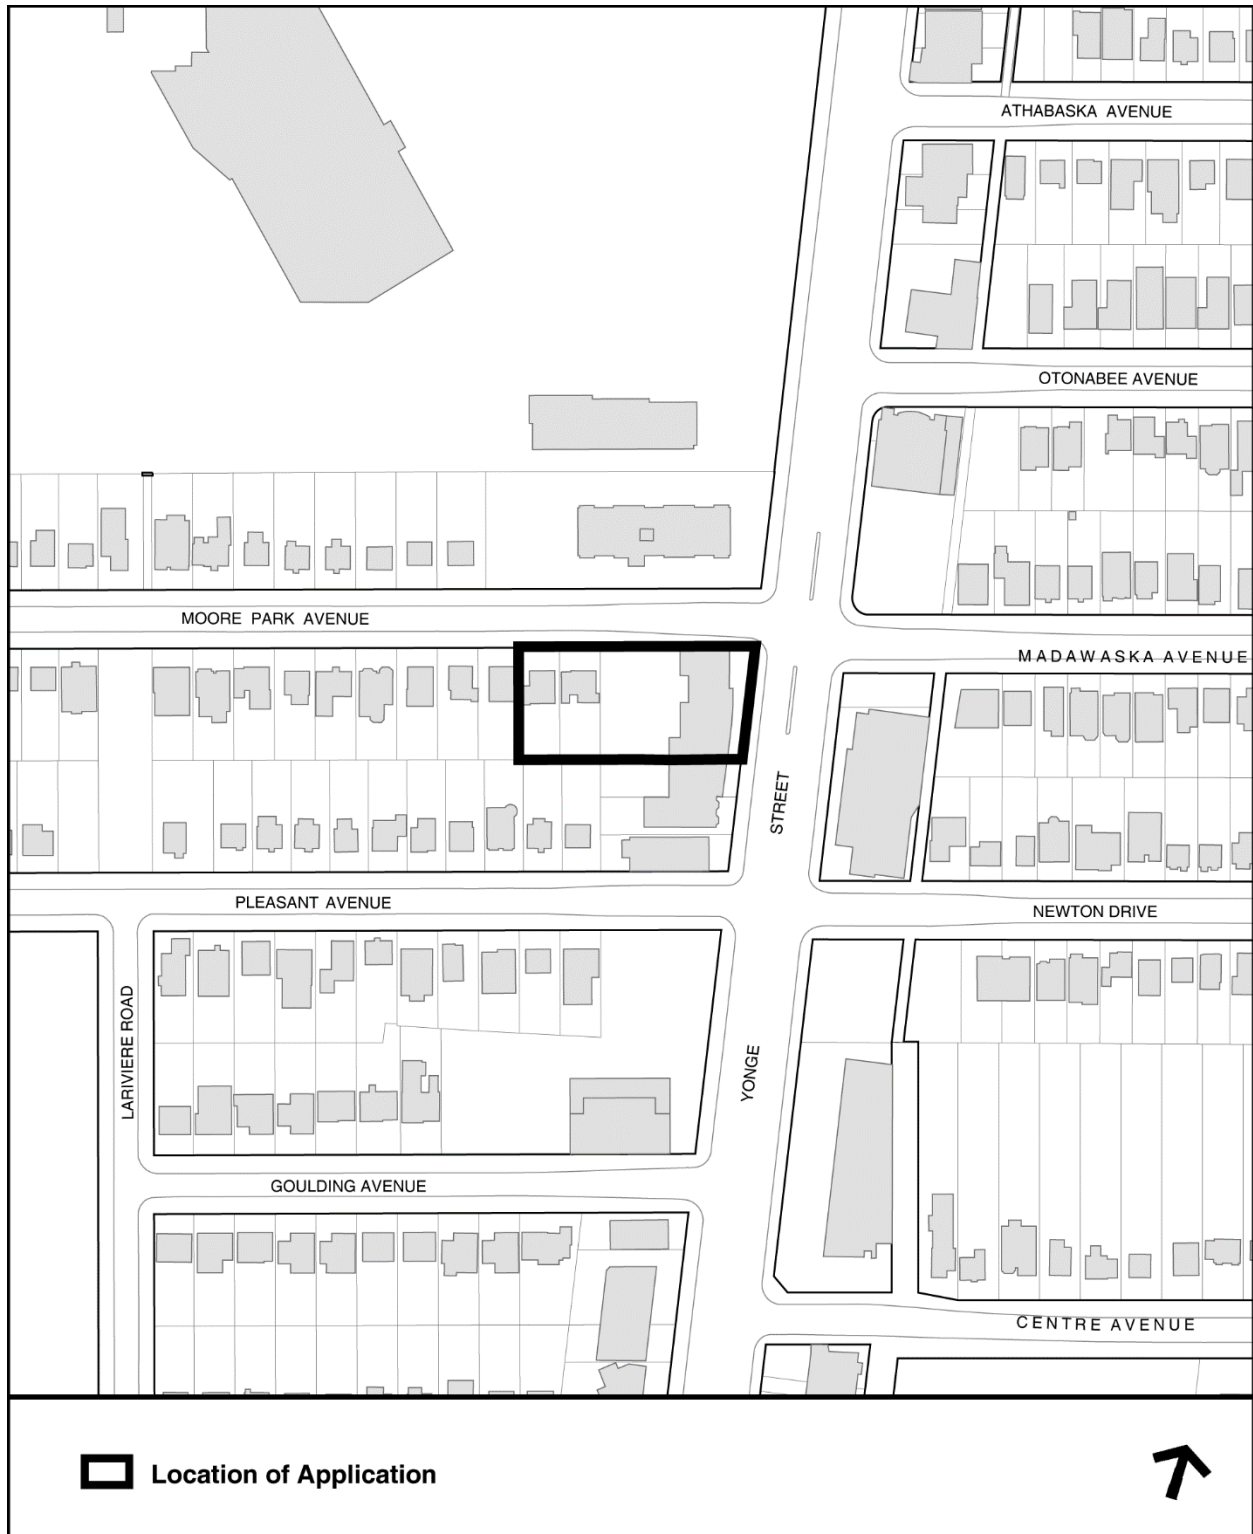 ATHABASKA AVENUE
OTONABEE AVENUE
MOORE PARK AVENUE
MADAWASKA AVENUE
STREET
PLEASANT AVENUE
NEWTON DRIVE
LARIVIERE ROAD
YONGE
GOULDING AVENUE
CENTRE AVENUE
Location of Application